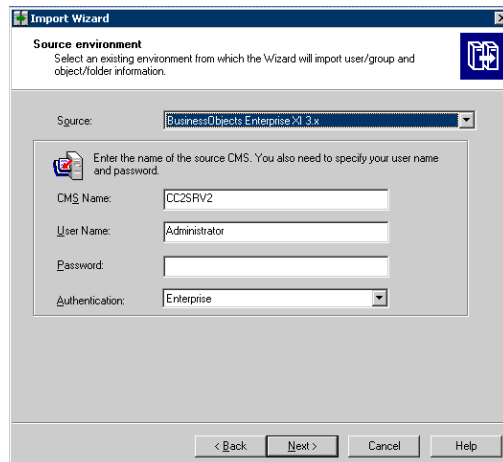 Import Wizard
Source environment
Select an existing environment from which the Wizard will import user/group and
object/folder information.
Source: BusinessObjects Enterprise XI 3.x
Enter the name of the source CMS. You also need to specify your user name
and password.
CMS Name: CC2SRV2
User Name: Administrator
Password:
Authentication: Enterprise
< Back Next > Cancel Help